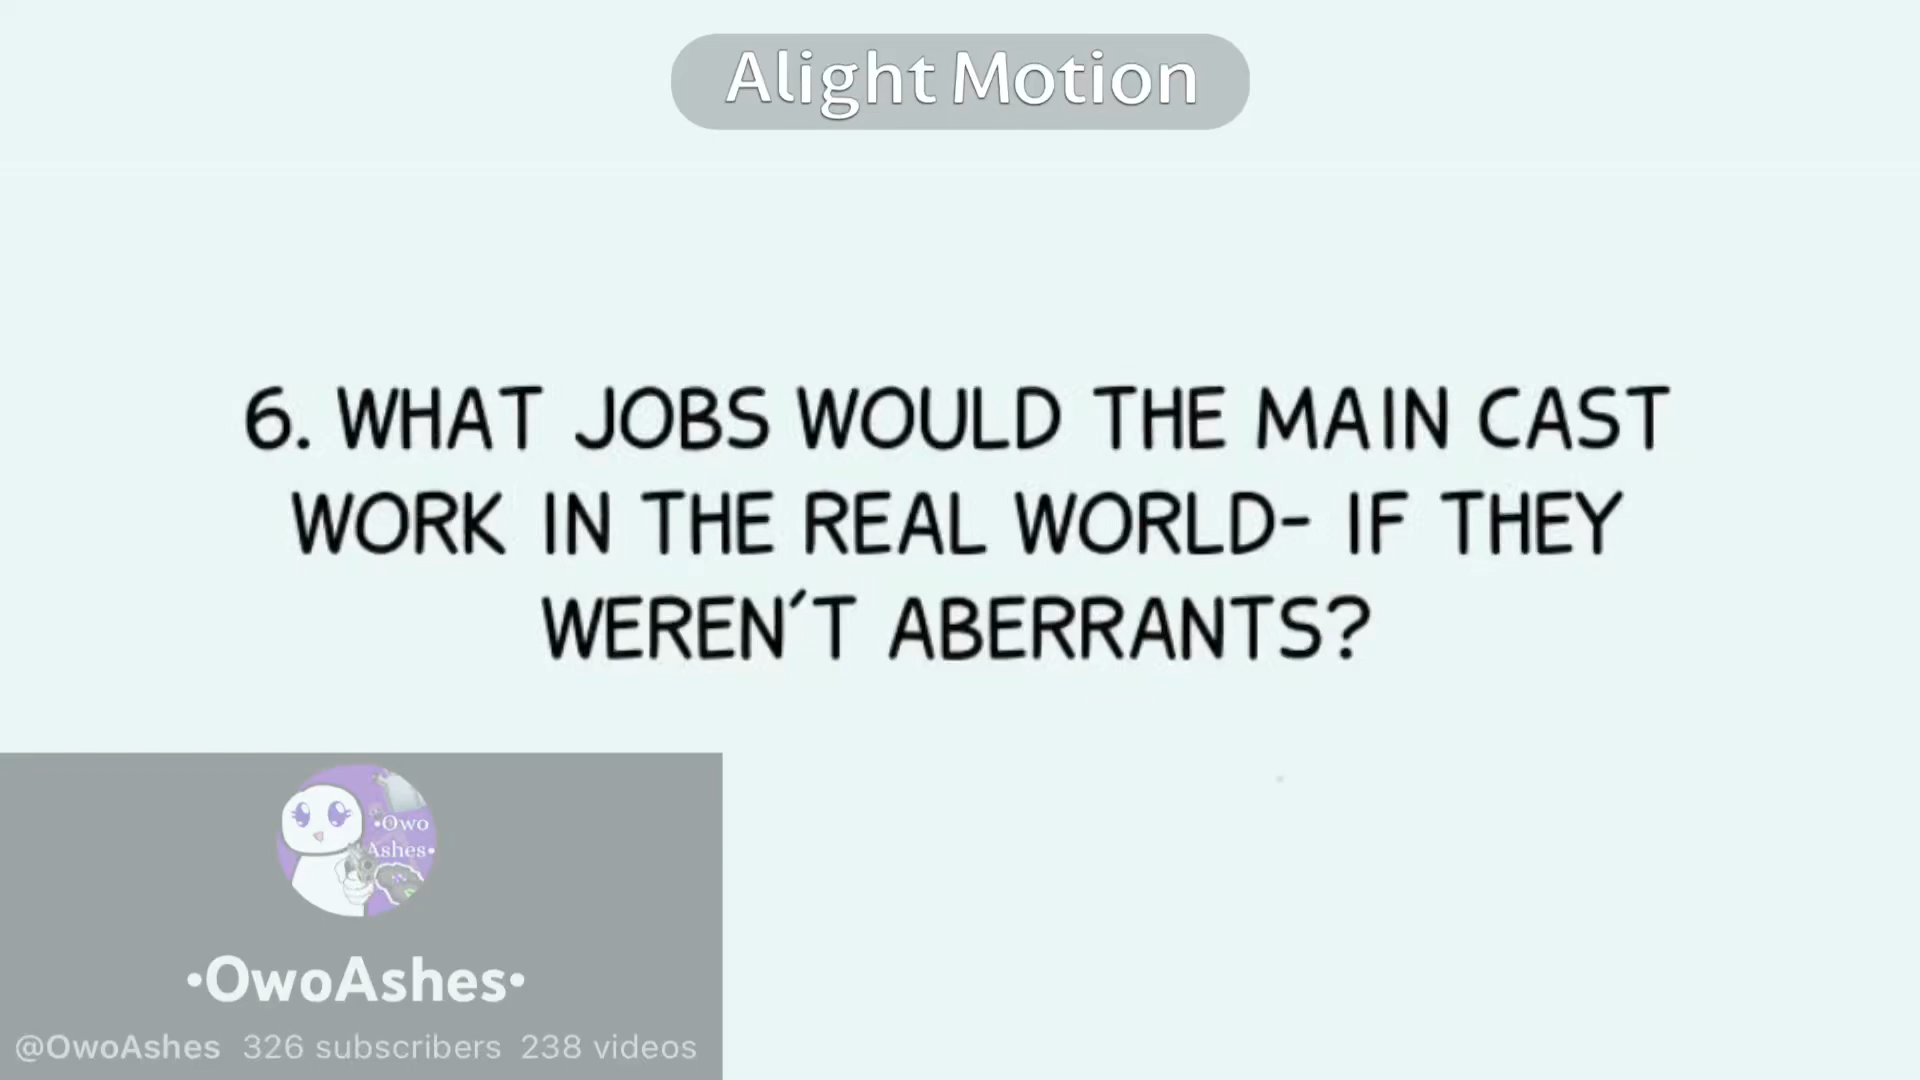 Alight Motion
6. WHAT JOBS WOULD THE MAIN CAST
WORK IN THE REAL WORLD- IF THEY
WEREN'T ABERRANTS?
•Owo
Ashes•
•OwoAshes•
@OwoAshes 326 subscribers 238 videos